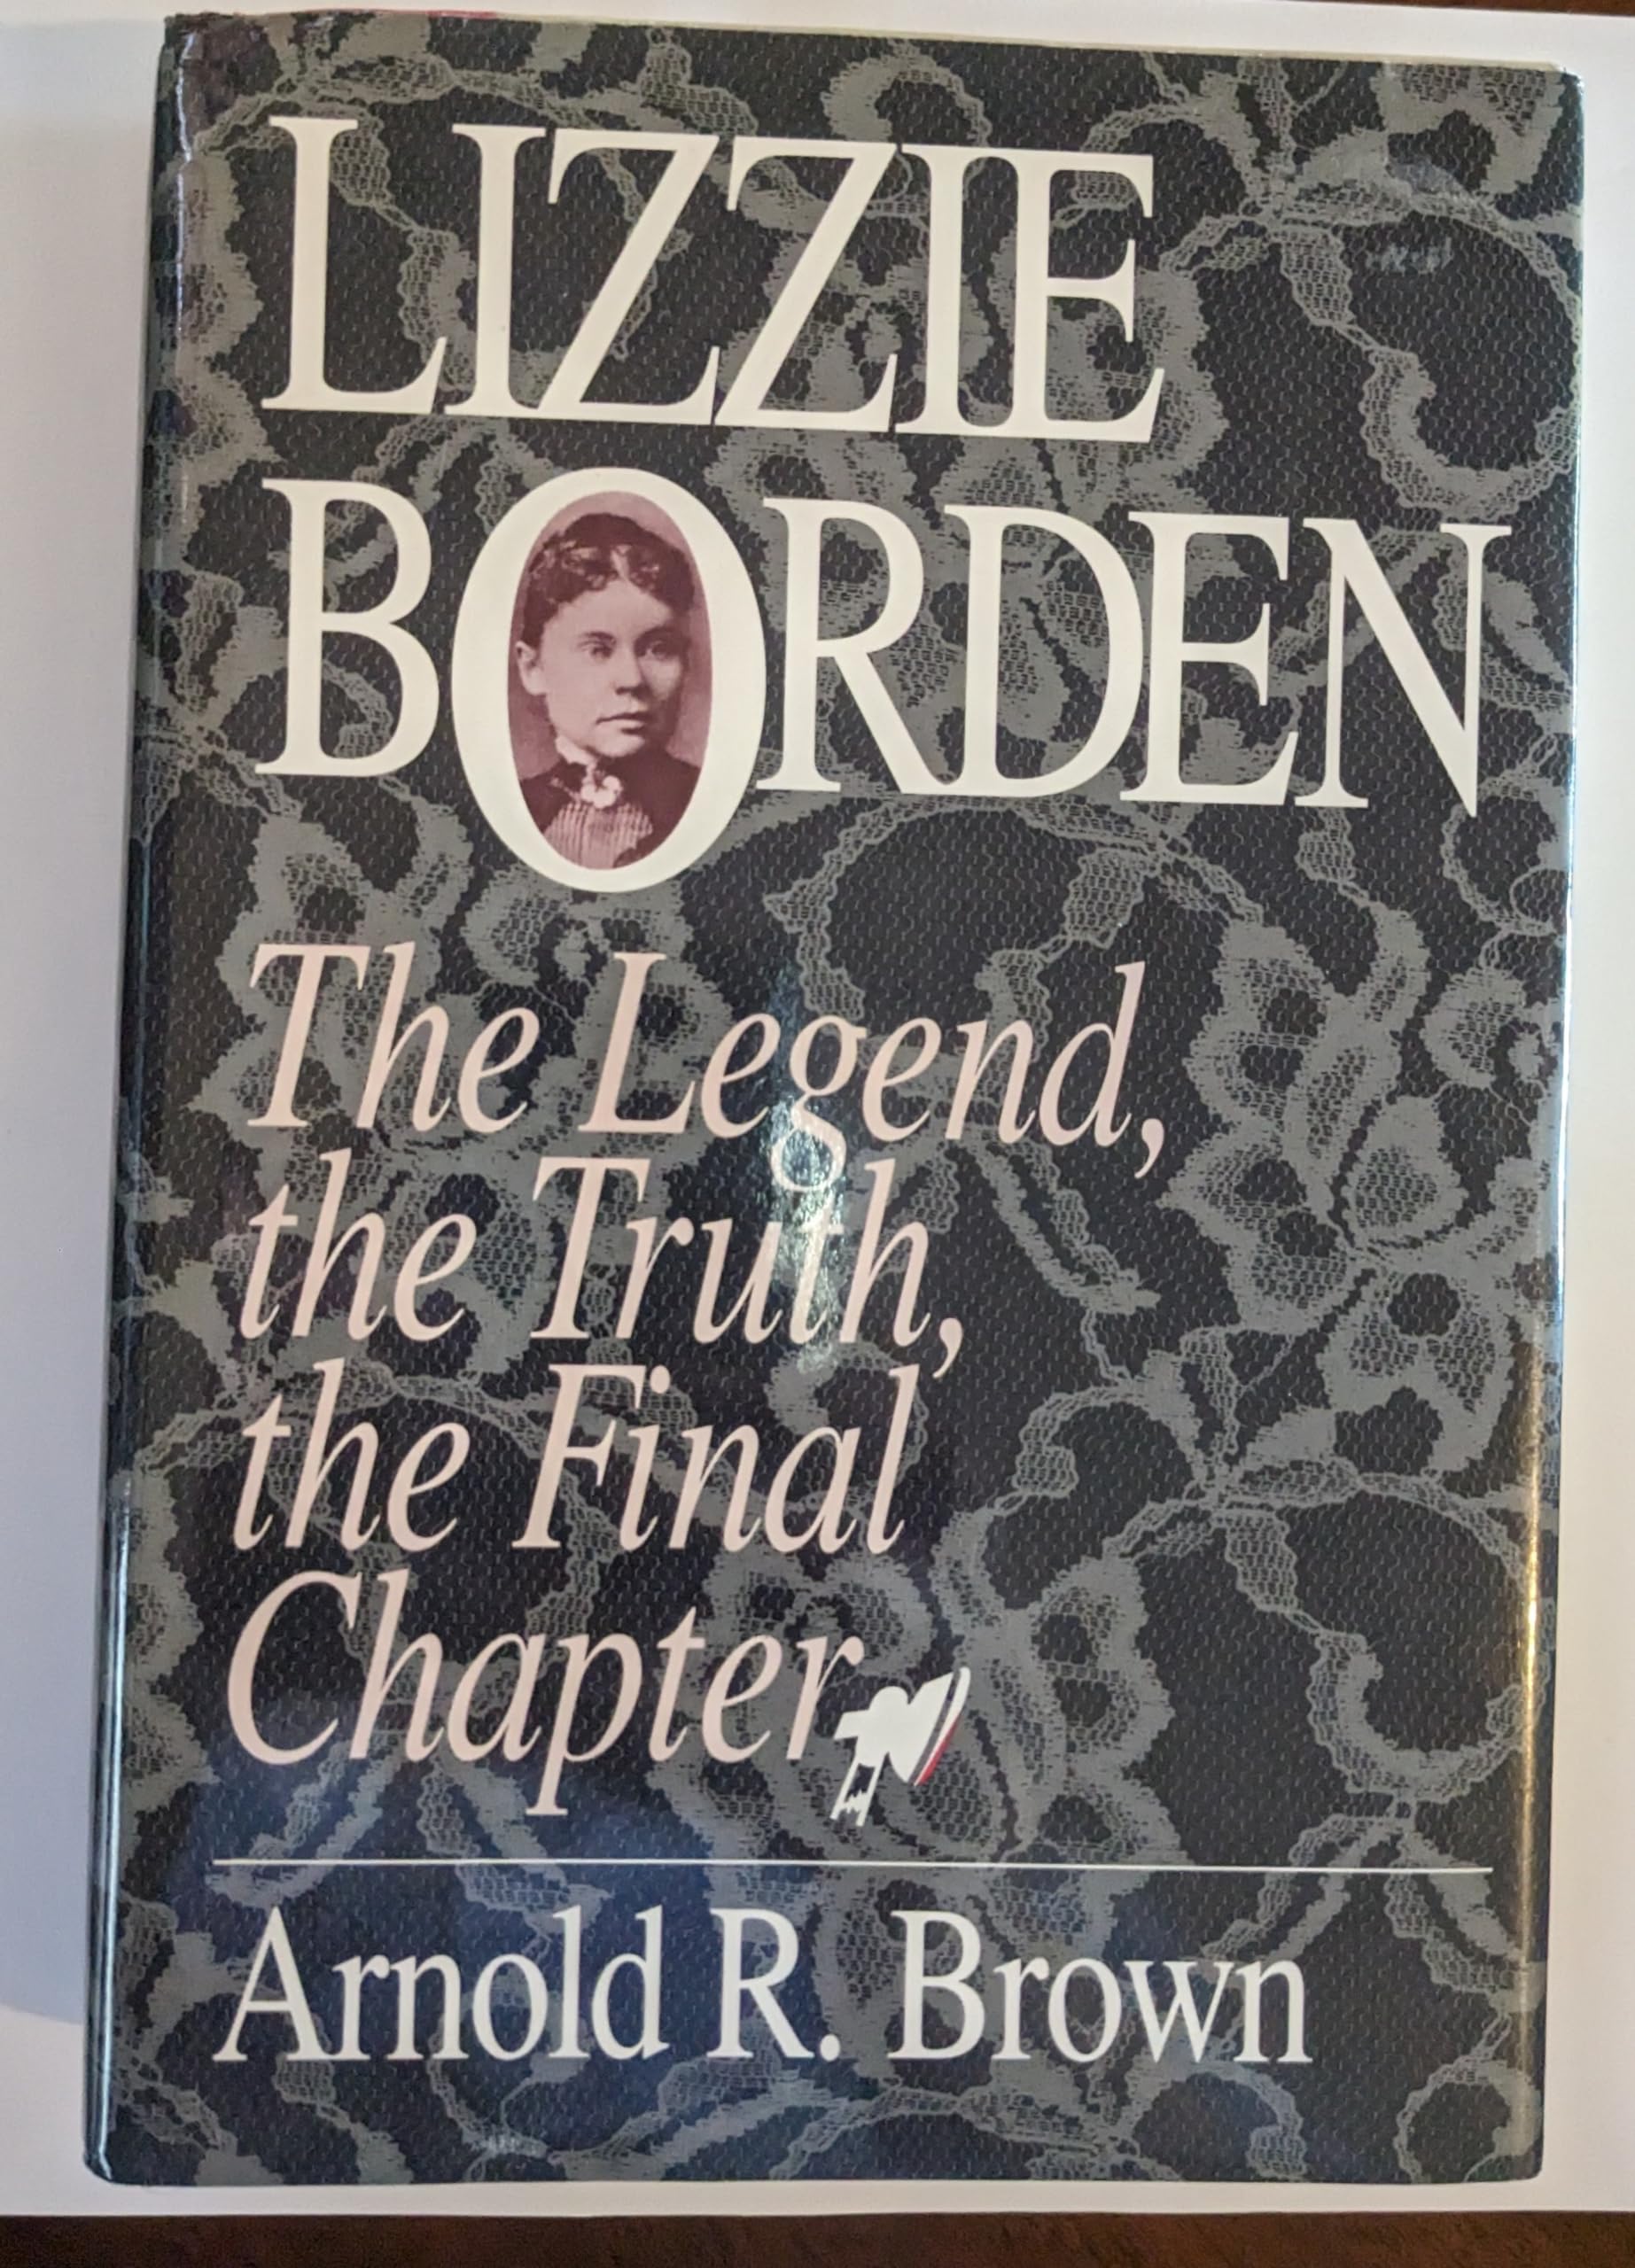 LIZZIE
BORDEN
The Legend,
the Truth,
the Final
Chapter
Arnold R. Brown